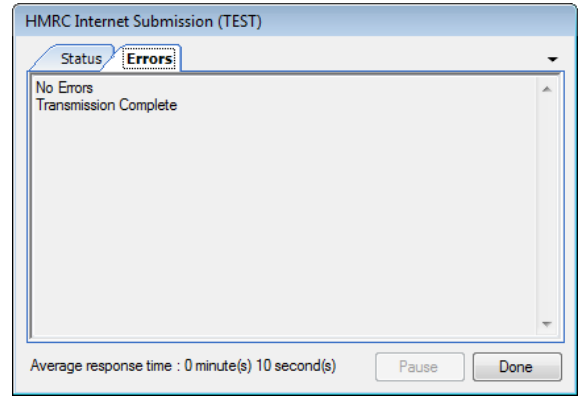 HMRC Internet Submission (TEST)
Status Errors
No Errors
Transmission Complete
Average response time : 0 minute(s) 10 second(s) Pause Done